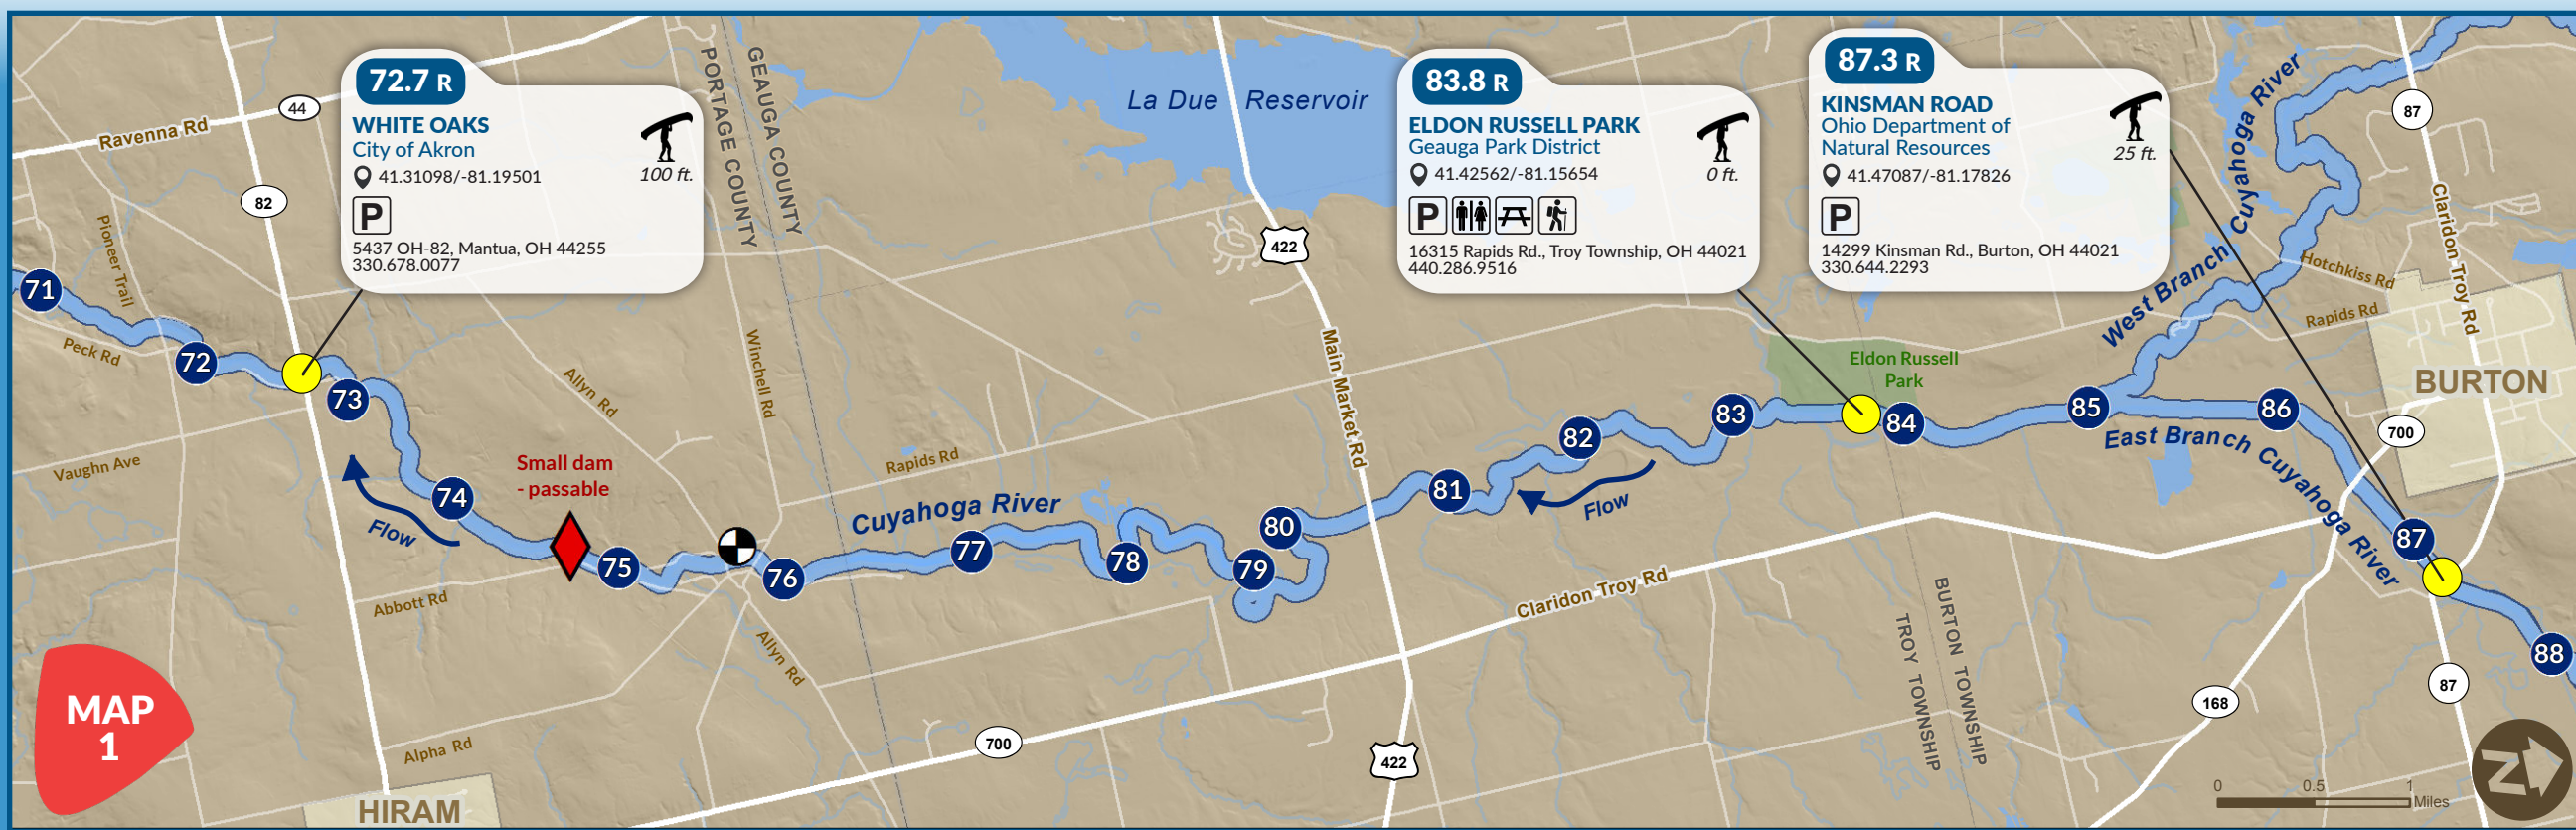 72.7 R
WHITE OAKS
City of Akron
41.31098/-81.19501
100 ft.
P
5437 OH-82, Mantua, OH 44255
330.678.0077
83.8 R
ELDON RUSSELL PARK
Geauga Park District
41.42562/-81.15654
0 ft.
P
16315 Rapids Rd., Troy Township, OH 44021
440.286.9516
87.3 R
KINSMAN ROAD
Ohio Department of
Natural Resources
41.47087/-81.17826
25 ft.
P
14299 Kinsman Rd., Burton, OH 44021
330.644.2293
44
Ravenna Rd
82
Pioneer Trail
PORTAGE COUNTY
GEAUGA COUNTY
La Due Reservoir
422
87
Claridon Troy Rd
West Branch Cuyahoga River
Hotchkiss Rd
Rapids Rd
BURTON
700
71
Peck Rd
72
73
Vaughn Ave
Allyn Rd
Winchell Rd
Main Market Rd
Eldon Russell
Park
Small dam
- passable
74
Flow
75
76
Rapids Rd
Cuyahoga River
77
78
79
80
81
82
83
84
85
86
87
88
Flow
East Branch Cuyahoga River
Abbott Rd
Allyn Rd
Claridon Troy Rd
TROY TOWNSHIP
BURTON TOWNSHIP
MAP
1
Alpha Rd
HIRAM
700
422
168
87
0 0.5 1
Miles
N